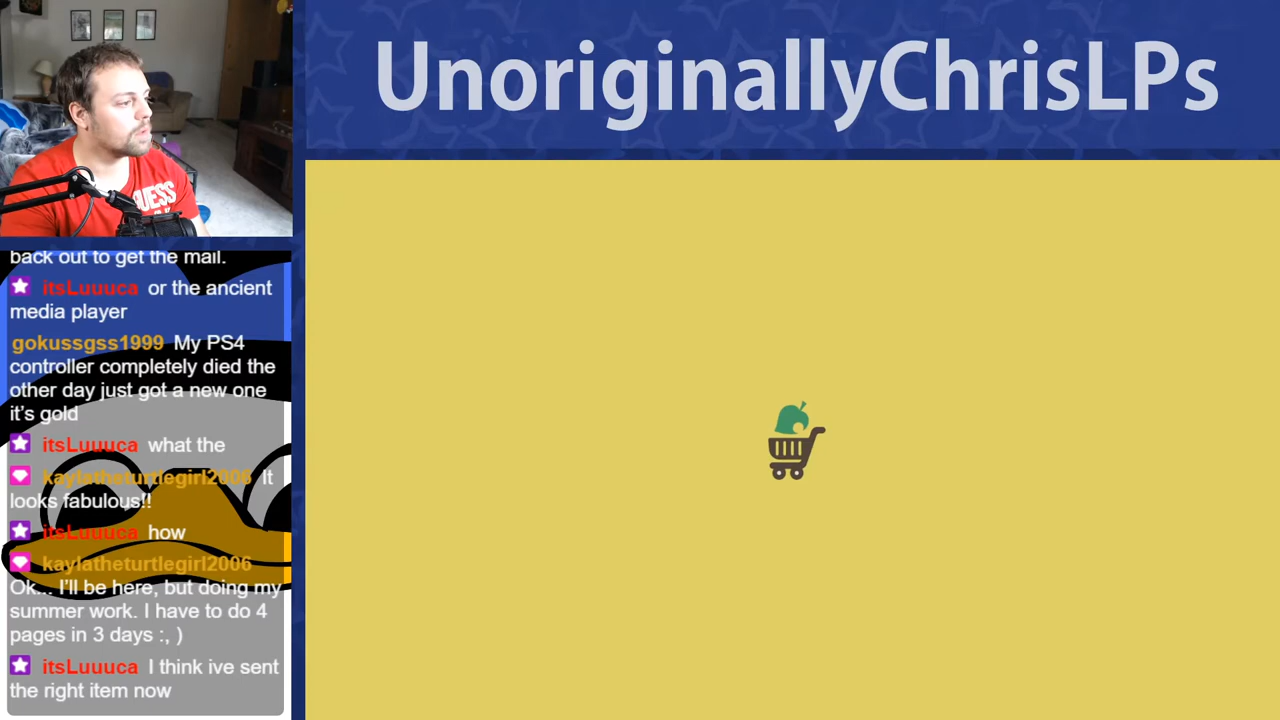 UnoriginallyChrisLPs
GUESS
back out to get the mail.
itsLuuuca or the ancient
media player
gokussgss1999 My PS4
controller completely died the
other day just got a new one
it's gold
itsLuuuca what the
kaylatheturtlegirl2006 It
looks fabulous!!
itsLuuuca how
kaylatheturtlegirl2006
Ok... I'll be here, but doing my
summer work. I have to do 4
pages in 3 days :, )
itsLuuuca I think ive sent
the right item now